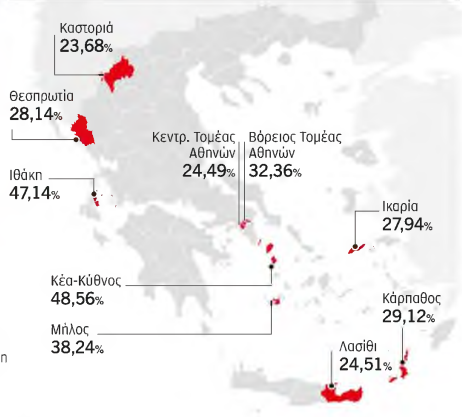 Καστοριά
23,68%
Θεσπρωτία
28,14%
Κεντρ. Τομέας
Αθηνών
24,49%
Βόρειος Τομέας
Αθηνών
32,36%
Ιθάκη
47,14%
Ικαρία
27,94%
Κέα-Κύθνος
48,56%
Κάρπαθος
29,12%
Μήλος
38,24%
Λασίθι
24,51%
η